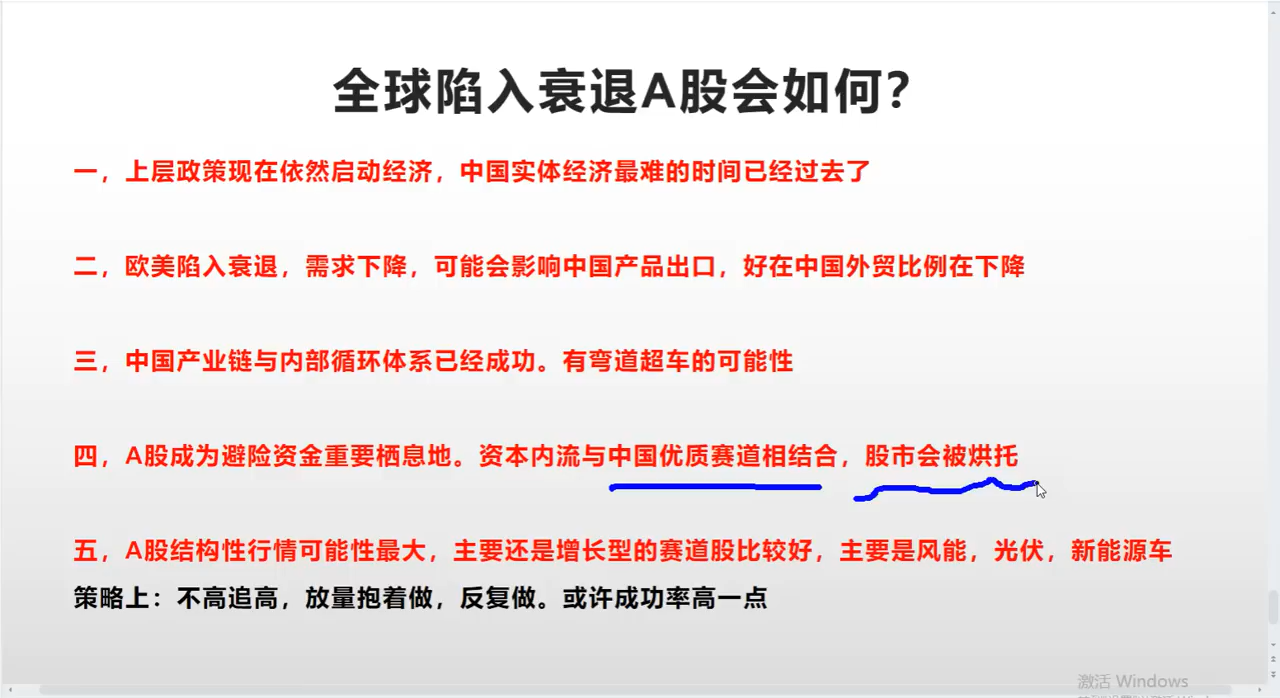 全球陷入衰退A股会如何？
一，上层政策现在依然启动经济，中国实体经济最难的时间已经过去了
二，欧美陷入衰退，需求下降，可能会影响中国产品出口，好在中国外贸比例在下降
三，中国产业链与内部循环体系已经成功。有弯道超车的可能性
四，A股成为避险资金重要栖息地。资本内流与中国优质赛道相结合，股市会被烘托
五，A股结构性行情可能性最大，主要还是增长型的赛道股比较好，主要是风能，光伏，新能源车
策略上：不高追高，放量抱着做，反复做。或许成功率高一点
激活 Windows